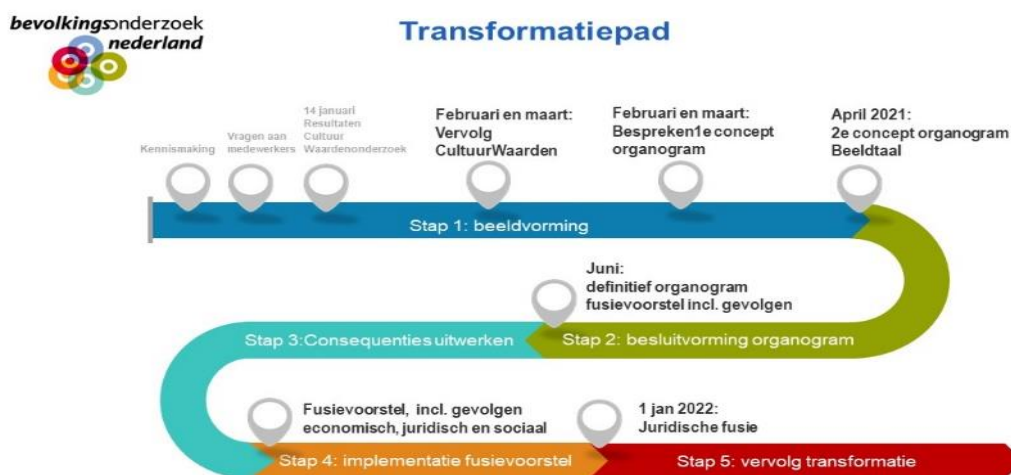 bevolkingsonderzoek
nederland
Transformatiepad
Kennismaking
Vragen aan
medewerkers
14 januari
Resultaten
Cultuur
Waardenonderzoek
Februari en maart:
Vervolg
CultuurWaarden
Februari en maart:
Bespreken1e concept
organogram
April 2021:
2e concept organogram
Beeldtaal
Stap 1: beeldvorming
Juni:
definitief organogram
fusievoorstel incl. gevolgen
Stap 2: besluitvorming organogram
Stap 3:Consequenties uitwerken
Fusievoorstel, incl. gevolgen
economisch, juridisch en sociaal
1 jan 2022:
Juridische fusie
Stap 4: implementatie fusievoorstel
Stap 5: vervolg transformatie